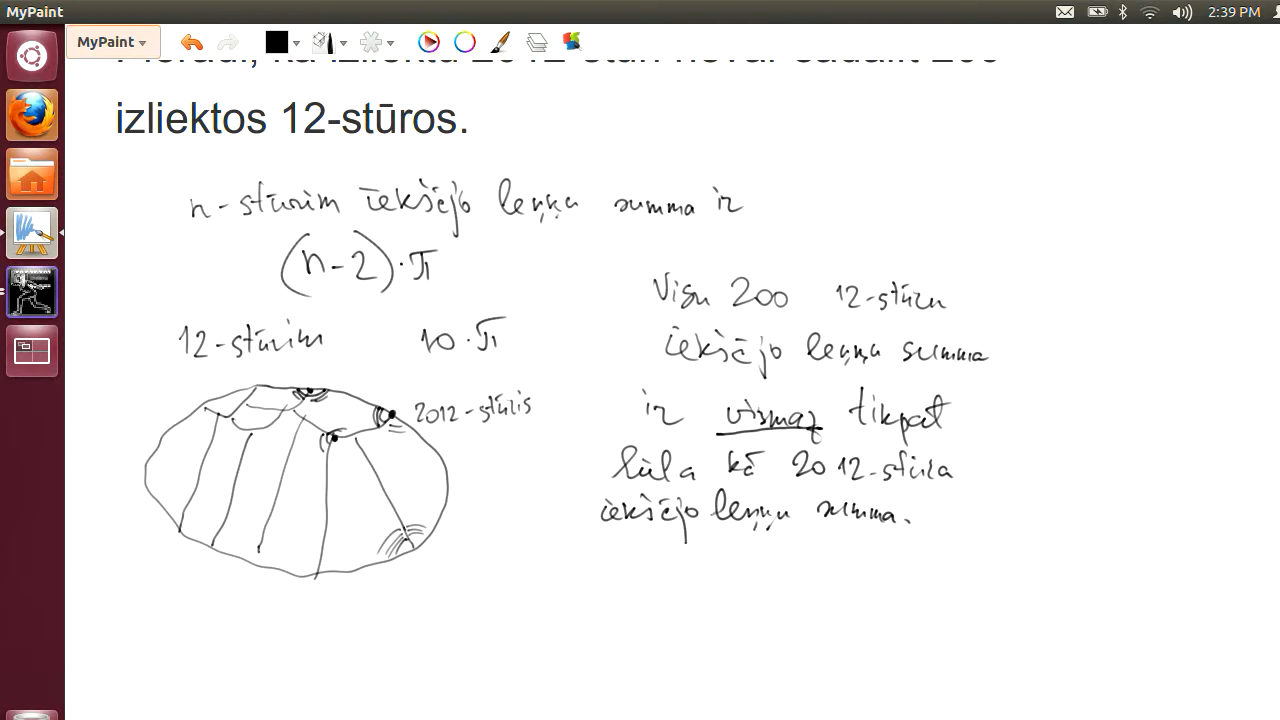 MyPaint
2:39 PM
MyPaint
izliektos 12-stūros.
n-stūrim iekšējo leņķu summa ir
(n-2)·π
12-stūrim 10·π
2012-stūris
Visu 200 12-stūru
iekšējo leņķu summa
ir vismaz tikpat
liela kā 2012-stūra
iekšējo leņķu summa.